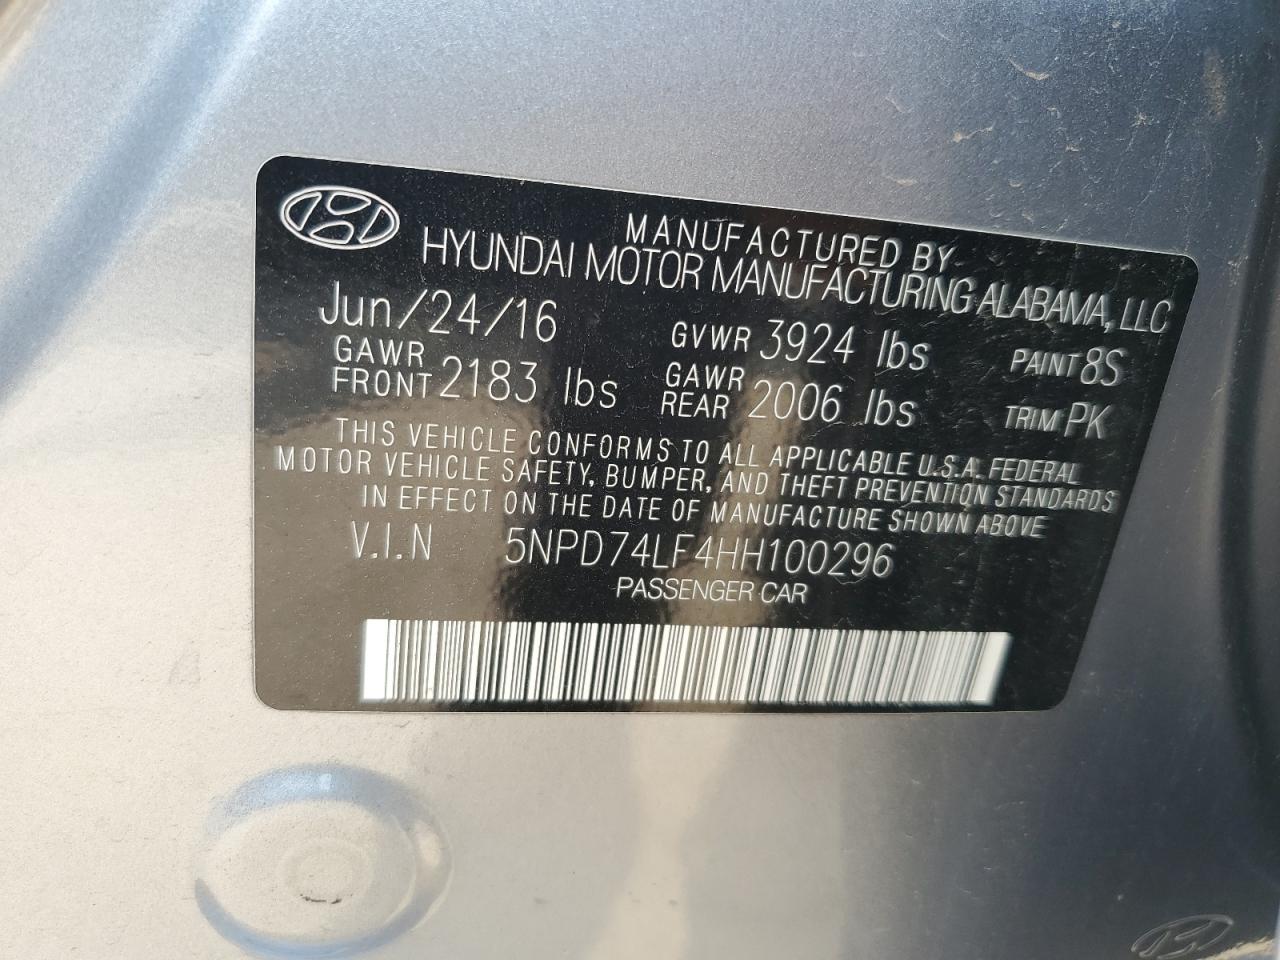 MANUFACTURED BY
HYUNDAI MOTOR MANUFACTURING ALABAMA, LLC
Jun/24/16 GVWR 3924 lbs PAINT 8S
GAWR FRONT 2183 lbs GAWR REAR 2006 lbs TRIM PK
THIS VEHICLE CONFORMS TO ALL APPLICABLE U.S.A. FEDERAL
MOTOR VEHICLE SAFETY, BUMPER, AND THEFT PREVENTION STANDARDS
IN EFFECT ON THE DATE OF MANUFACTURE SHOWN ABOVE
V.I.N 5NPD74LF4HH100296
PASSENGER CAR